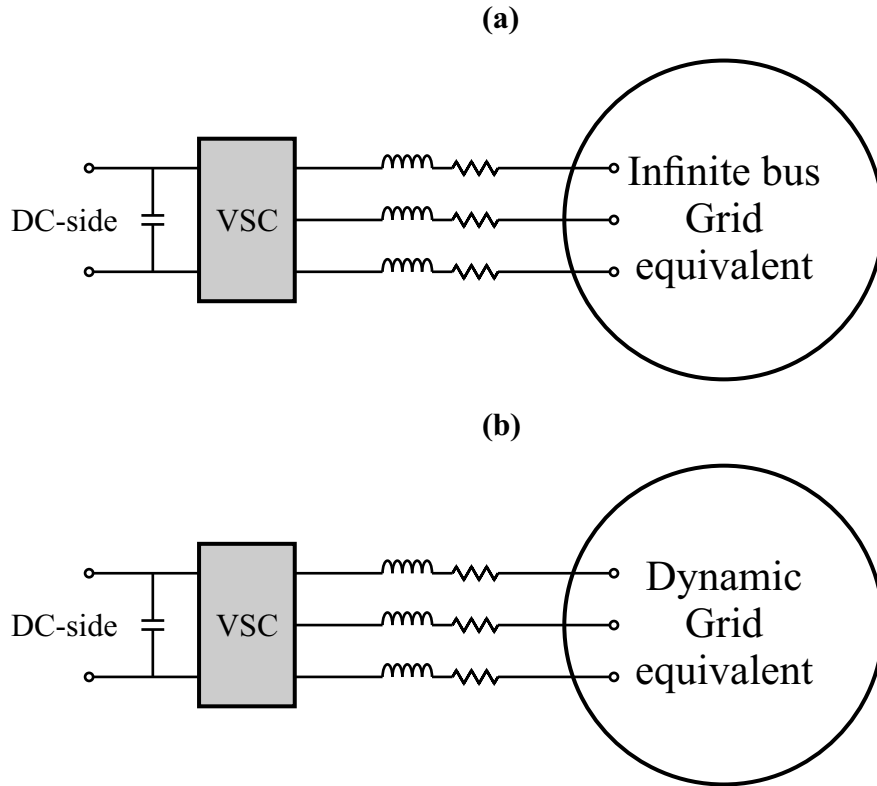 (a)
Infinite bus
DC-side
VSC
Grid
equivalent
(b)
Dynamic
DC-side
VSC
Grid
equivalent